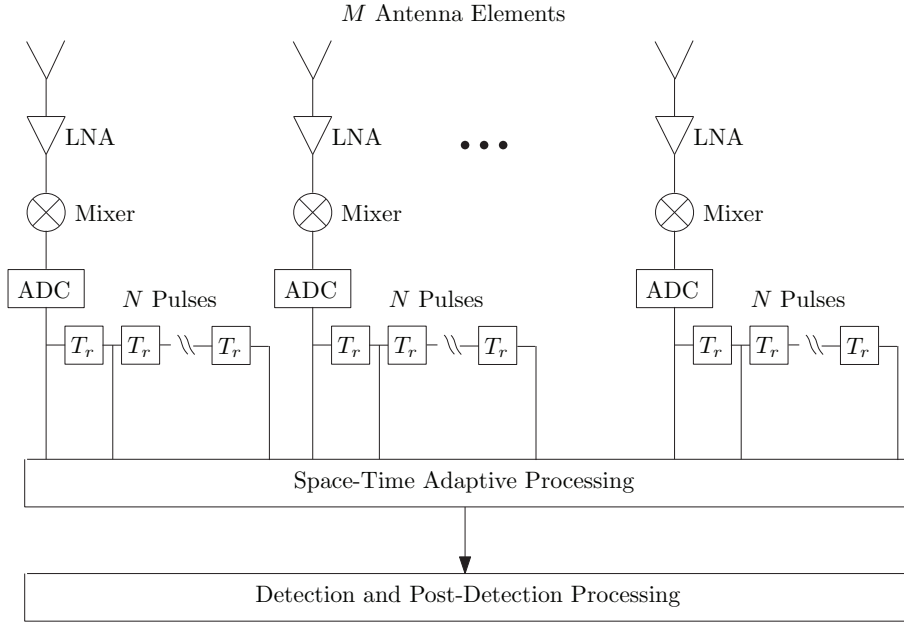 M Antenna Elements
LNA LNA LNA
Mixer Mixer Mixer
ADC ADC ADC
N Pulses N Pulses N Pulses
T_r T_r T_r T_r T_r T_r T_r T_r T_r
Space-Time Adaptive Processing
Detection and Post-Detection Processing